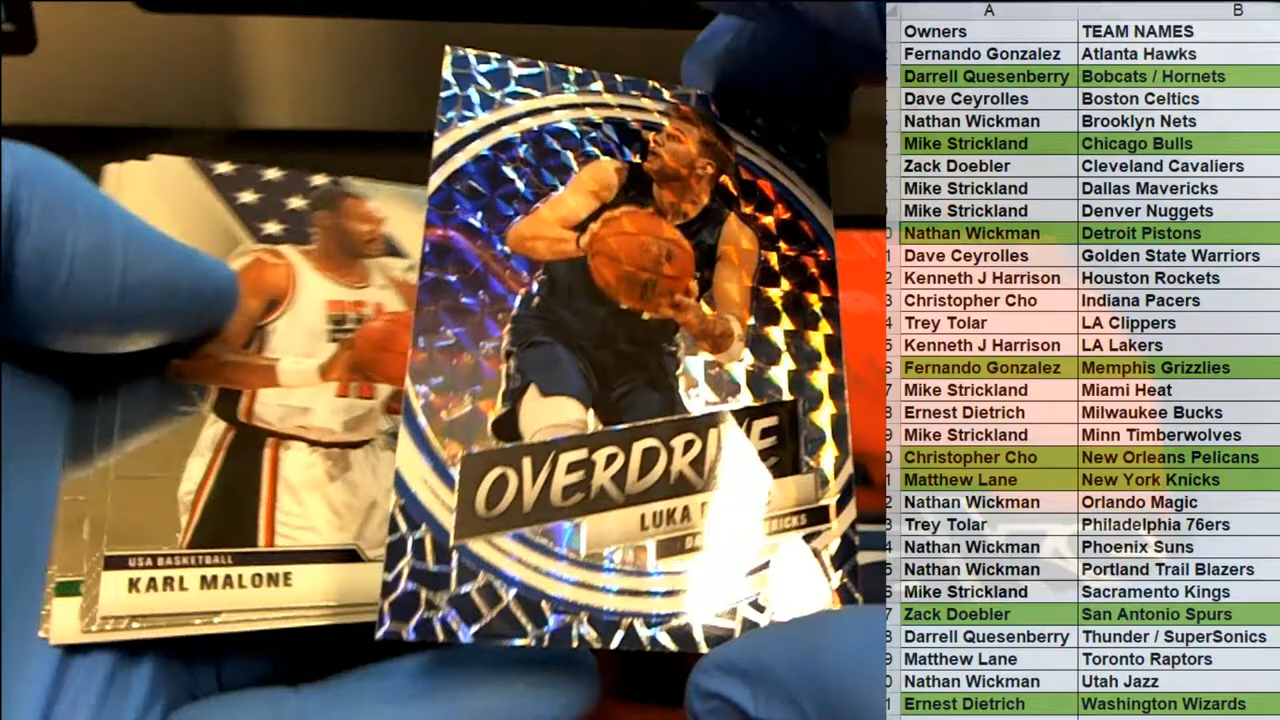 USA BASKETBALL
KARL MALONE
OVERDRIVE
LUKA
A B
Owners TEAM NAMES
Fernando Gonzalez Atlanta Hawks
Darrell Quesenberry Bobcats / Hornets
Dave Ceyrolles Boston Celtics
Nathan Wickman Brooklyn Nets
Mike Strickland Chicago Bulls
Zack Doebler Cleveland Cavaliers
Mike Strickland Dallas Mavericks
Mike Strickland Denver Nuggets
Nathan Wickman Detroit Pistons
Dave Ceyrolles Golden State Warriors
Kenneth J Harrison Houston Rockets
Christopher Cho Indiana Pacers
Trey Tolar LA Clippers
Kenneth J Harrison LA Lakers
Fernando Gonzalez Memphis Grizzlies
Mike Strickland Miami Heat
Ernest Dietrich Milwaukee Bucks
Mike Strickland Minn Timberwolves
Christopher Cho New Orleans Pelicans
Matthew Lane New York Knicks
Nathan Wickman Orlando Magic
Trey Tolar Philadelphia 76ers
Nathan Wickman Phoenix Suns
Nathan Wickman Portland Trail Blazers
Mike Strickland Sacramento Kings
Zack Doebler San Antonio Spurs
Darrell Quesenberry Thunder / SuperSonics
Matthew Lane Toronto Raptors
Nathan Wickman Utah Jazz
Ernest Dietrich Washington Wizards